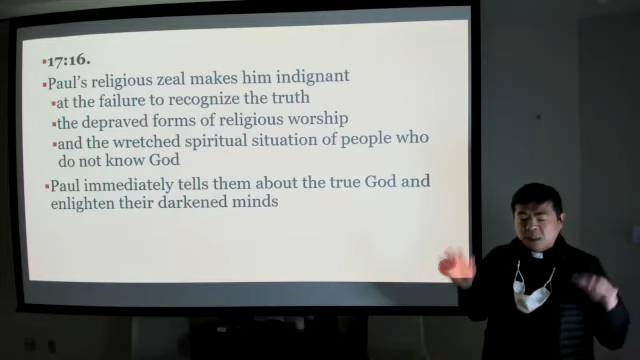 17:16.
Paul's religious zeal makes him indignant
at the failure to recognize the truth
the depraved forms of religious worship
and the wretched spiritual situation of people who
do not know God
Paul immediately tells them about the true God and
enlighten their darkened minds